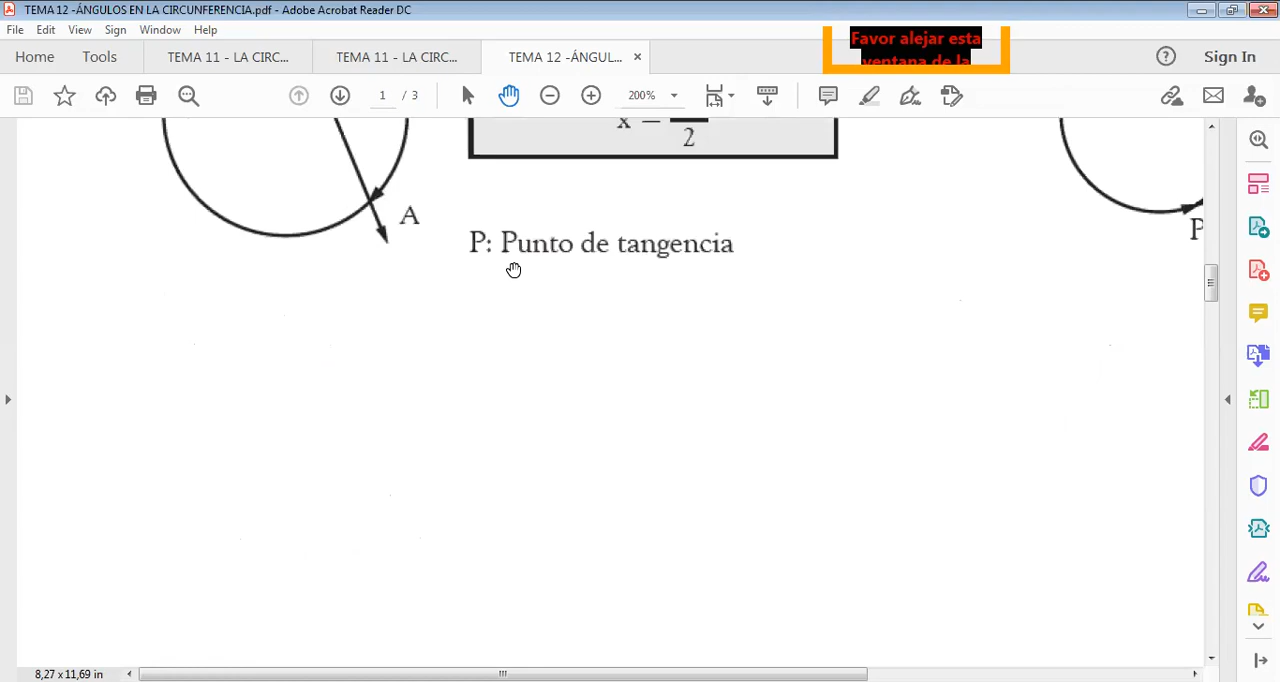 TEMA 12 -ÁNGULOS EN LA CIRCUNFERENCIA.pdf - Adobe Acrobat Reader DC
File Edit View Sign Window Help
Home Tools TEMA 11 - LA CIRC... TEMA 11 - LA CIRC... TEMA 12 -ÁNGUL... × Sign In
Favor alejar esta
ventana de la
1 / 3 200%
x =
2
A
P
P: Punto de tangencia
8,27 x 11,69 in